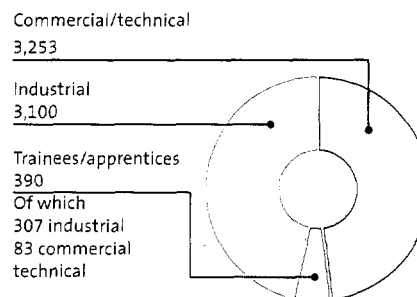 Commercial/technical
3,253
Industrial
3,100
Trainees/apprentices
390
Of which
307 industrial
83 commercial
technical